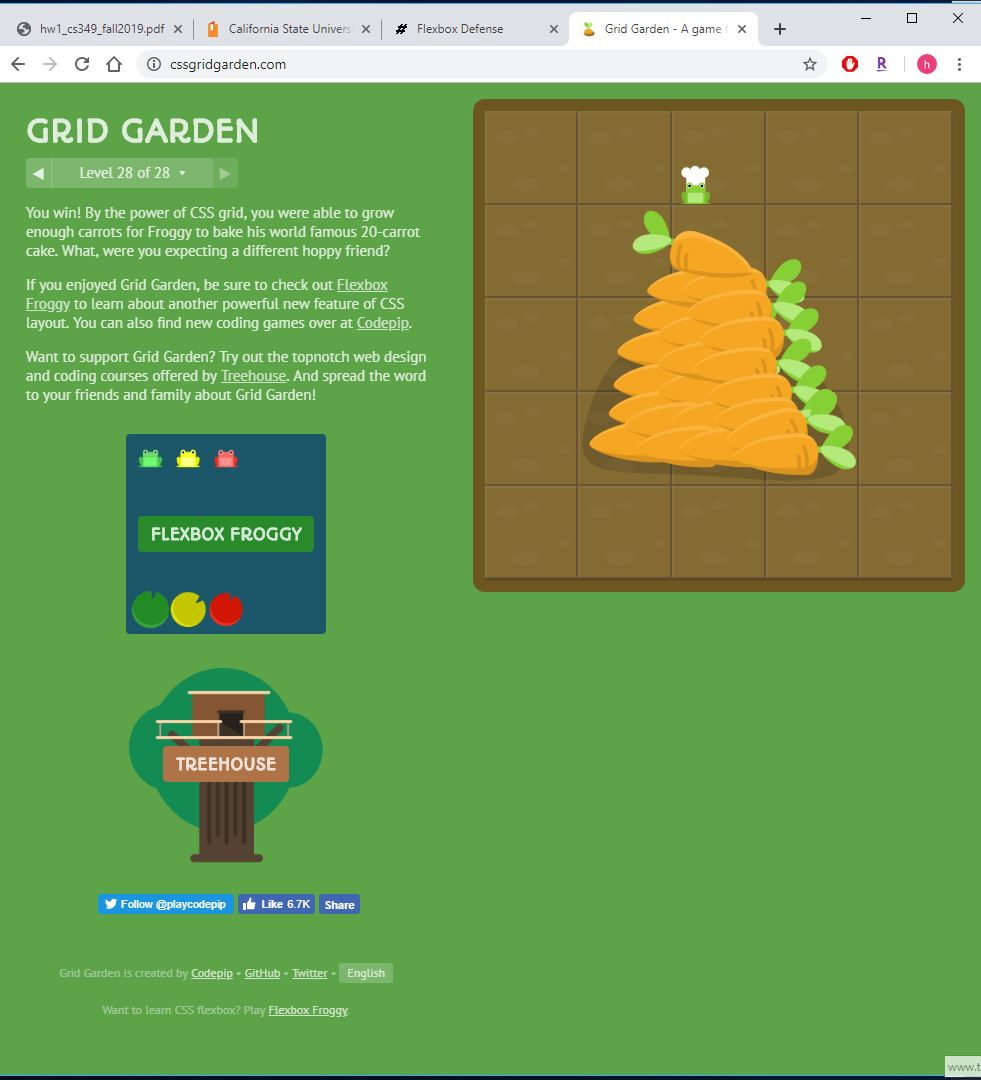 hw1_cs349_fall2019.pdf
California State Univers
Flexbox Defense
Grid Garden - A game f
cssgridgarden.com
R
h
GRID GARDEN
Level 28 of 28
You win! By the power of CSS grid, you were able to grow
enough carrots for Froggy to bake his world famous 20-carrot
cake. What, were you expecting a different hoppy friend?
If you enjoyed Grid Garden, be sure to check out Flexbox
Froggy to learn about another powerful new feature of CSS
layout. You can also find new coding games over at Codepip.
Want to support Grid Garden? Try out the topnotch web design
and coding courses offered by Treehouse. And spread the word
to your friends and family about Grid Garden!
FLEXBOX FROGGY
TREEHOUSE
Follow @playcodepip
Like 6.7K
Share
Grid Garden is created by Codepip • GitHub • Twitter • English
Want to learn CSS flexbox? Play Flexbox Froggy.
www.t